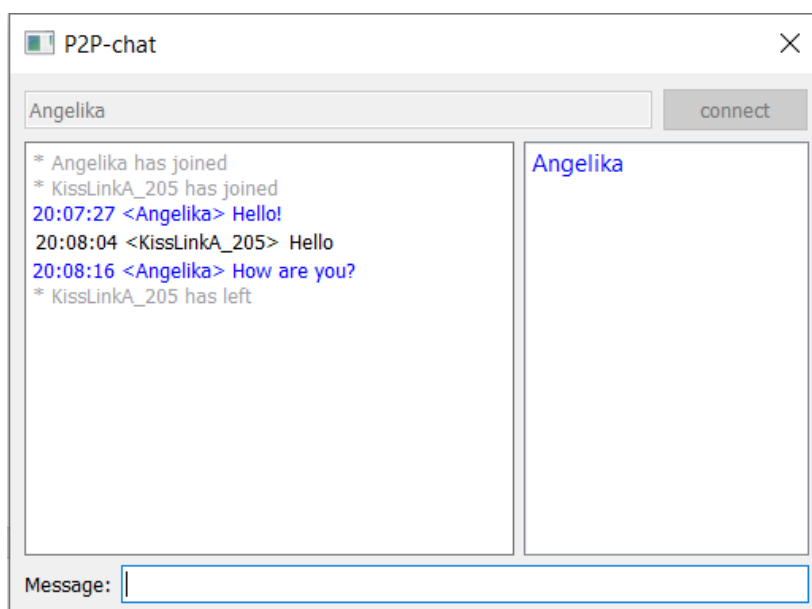 P2P-chat
Angelika
connect
* Angelika has joined
* KissLinkA_205 has joined
20:07:27 <Angelika> Hello!
20:08:04 <KissLinkA_205> Hello
20:08:16 <Angelika> How are you?
* KissLinkA_205 has left
Angelika
Message: